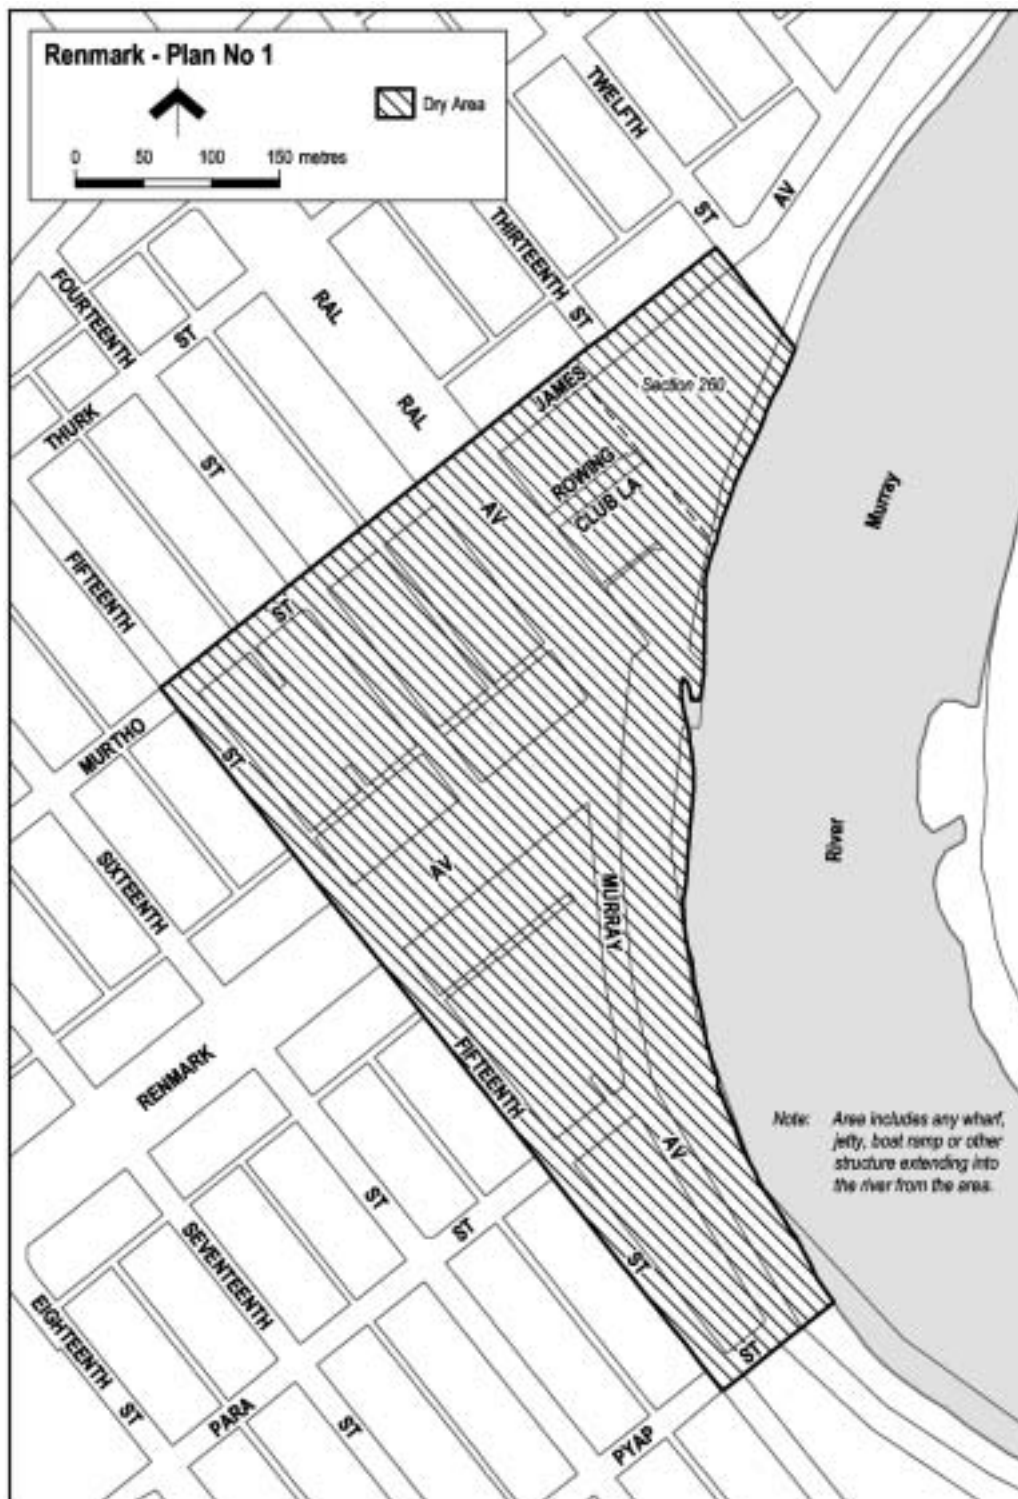 Renmark - Plan No 1
Dry Area
0 50 100 150 metres
TWELFTH
ST
AV
THIRTEENTH
ST
FOURTEENTH
ST
RAL
RAL
THURK
ST
JAMES
Section 260
ROWING
CLUB LA
AV
Murray
FIFTEENTH
ST
MURTHO
ST
River
SIXTEENTH
AV
MURRAY
RENMARK
FIFTEENTH
Note: Area includes any wharf,
jetty, boat ramp or other
structure extending into
the river from the area.
AV
ST
ST
SEVENTEENTH
ST
EIGHTEENTH
ST
ST
PARA
ST
PYAP